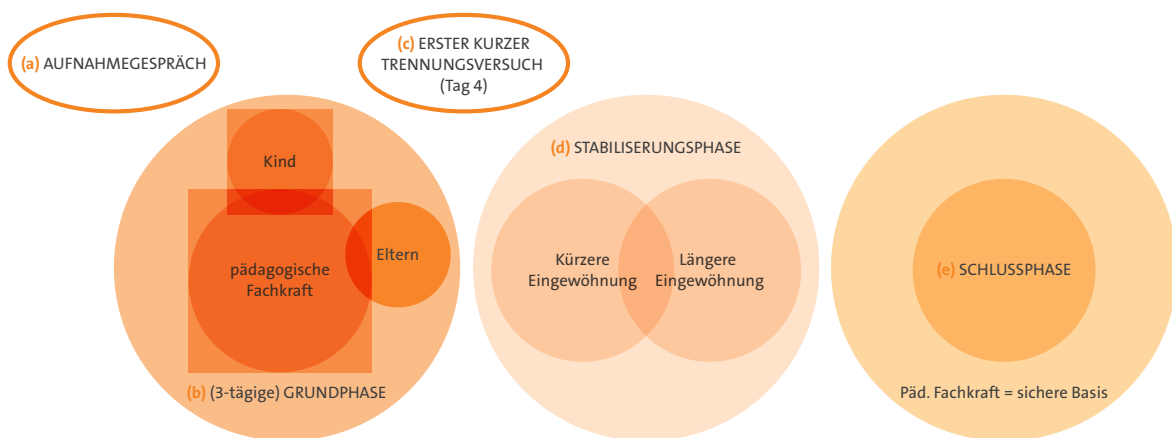 (a) AUFNAHMEGESPRÄCH
(c) ERSTER KURZER
TRENNUNGSVERSUCH
(Tag 4)
Kind
pädagogische
Fachkraft
Eltern
(b) (3-tägige) GRUNDPHASE
(d) STABILISERUNGSPHASE
Kürzere
Eingewöhnung
Längere
Eingewöhnung
(e) SCHLUSSPHASE
Päd. Fachkraft = sichere Basis